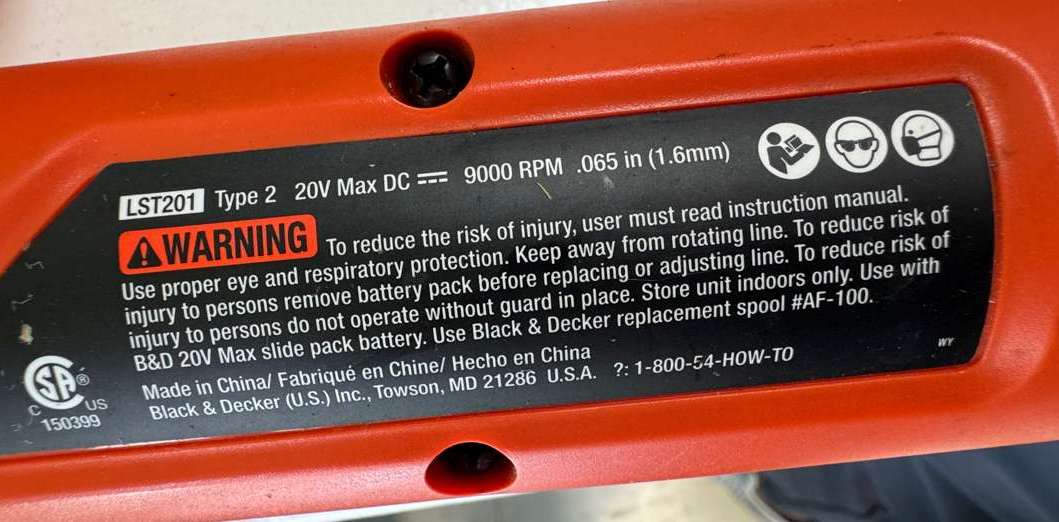 LST201 Type 2 20V Max DC 9000 RPM .065 in (1.6mm)
WARNING To reduce the risk of injury, user must read instruction manual.
Use proper eye and respiratory protection. Keep away from rotating line. To reduce risk of
injury to persons remove battery pack before replacing or adjusting line. To reduce risk of
injury to persons do not operate without guard in place. Store unit indoors only. Use with
B&D 20V Max slide pack battery. Use Black & Decker replacement spool #AF-100.
Made in China/ Fabriqué en Chine/ Hecho en China
Black & Decker (U.S.) Inc., Towson, MD 21286 U.S.A. ?: 1-800-54-HOW-TO
WY
SA®
C US
150399